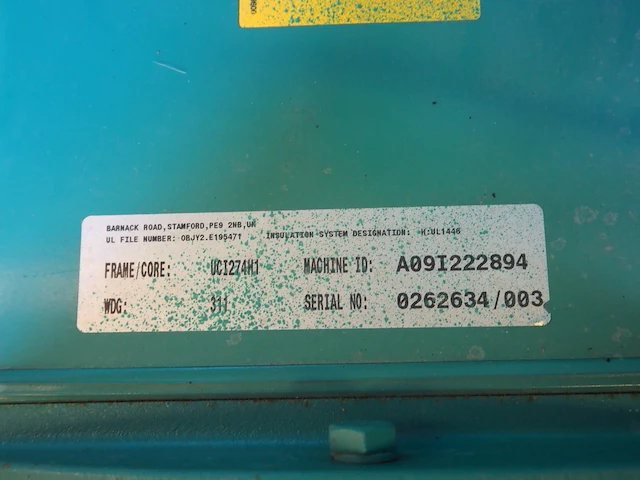 BARNACK ROAD,STAMFORD,PE9 2NB,UK
UL FILE NUMBER: OBJY2.E195471 INSULATION SYSTEM DESIGNATION: H:UL1446
FRAME/CORE: UCI274H1 MACHINE ID: A09I222894
WDG: 311 SERIAL NO: 0262634/003